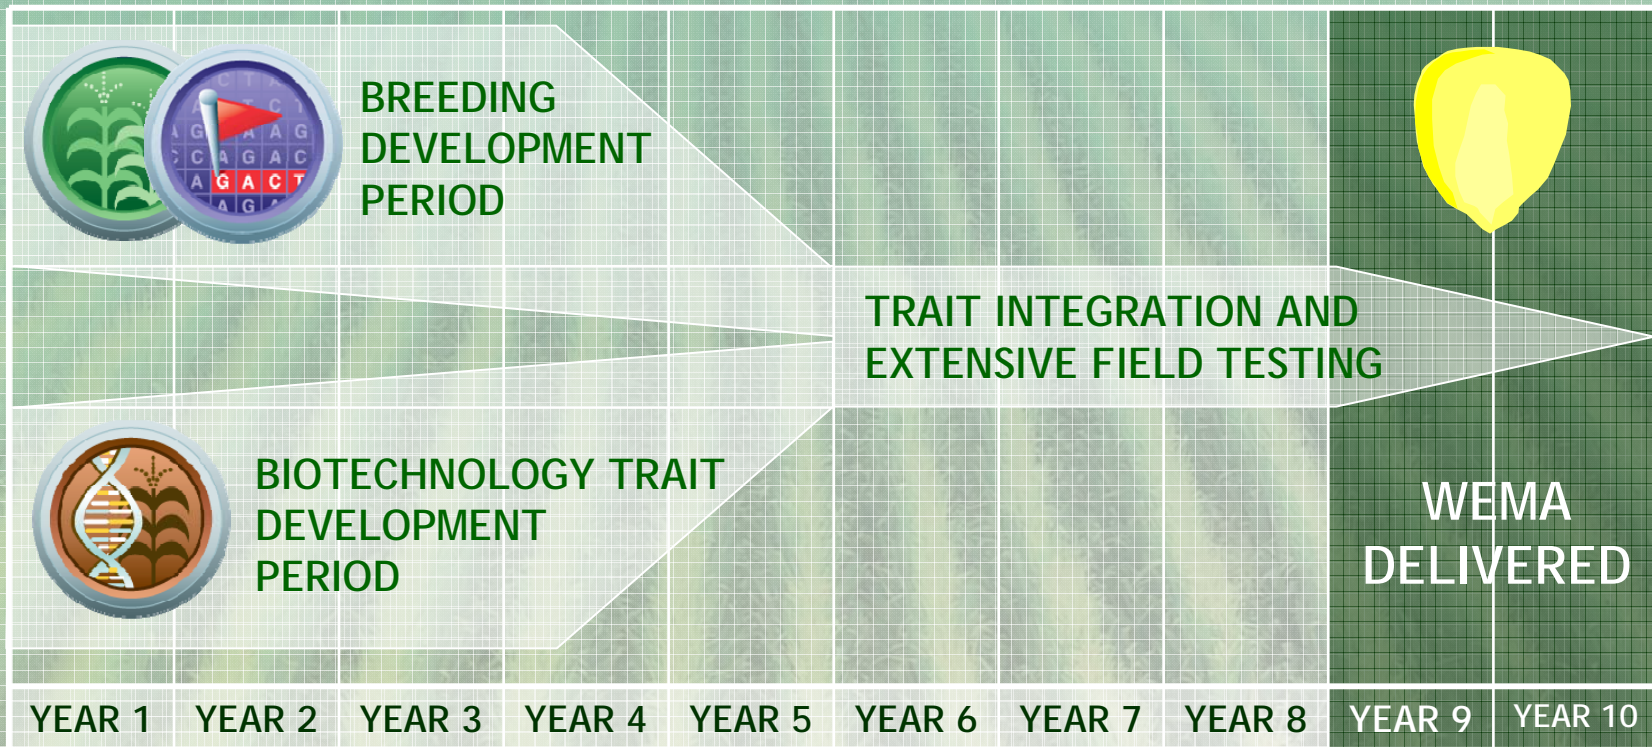 BREEDING
DEVELOPMENT
PERIOD
C T A
T C T
A G A A G
C C A G A C
A G A C T
A G A
TRAIT INTEGRATION AND
EXTENSIVE FIELD TESTING
BIOTECHNOLOGY TRAIT
DEVELOPMENT
PERIOD
WEMA
DELIVERED
YEAR 1 YEAR 2 YEAR 3 YEAR 4 YEAR 5 YEAR 6 YEAR 7 YEAR 8 YEAR 9 YEAR 10